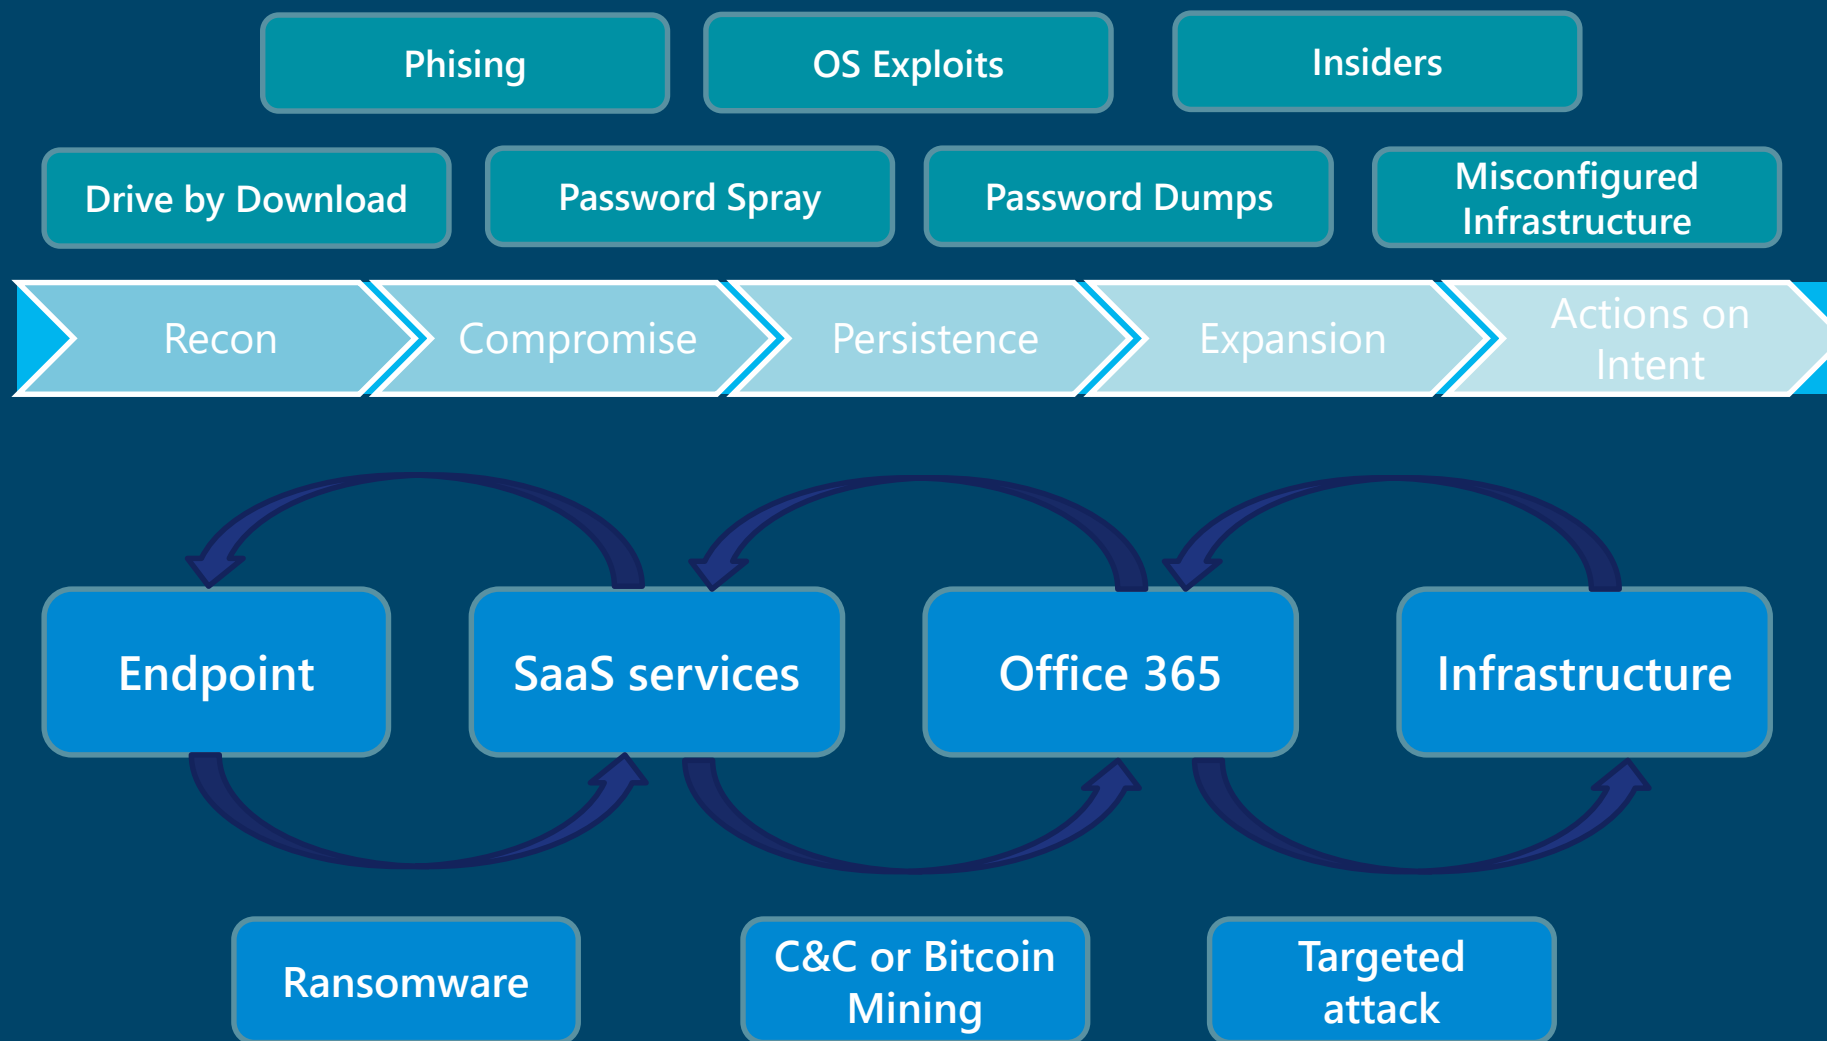 Phising
OS Exploits
Insiders
Drive by Download
Password Spray
Password Dumps
Misconfigured
Infrastructure
Recon
Compromise
Persistence
Expansion
Actions on
Intent
Endpoint
SaaS services
Office 365
Infrastructure
Ransomware
C&C or Bitcoin
Mining
Targeted
attack